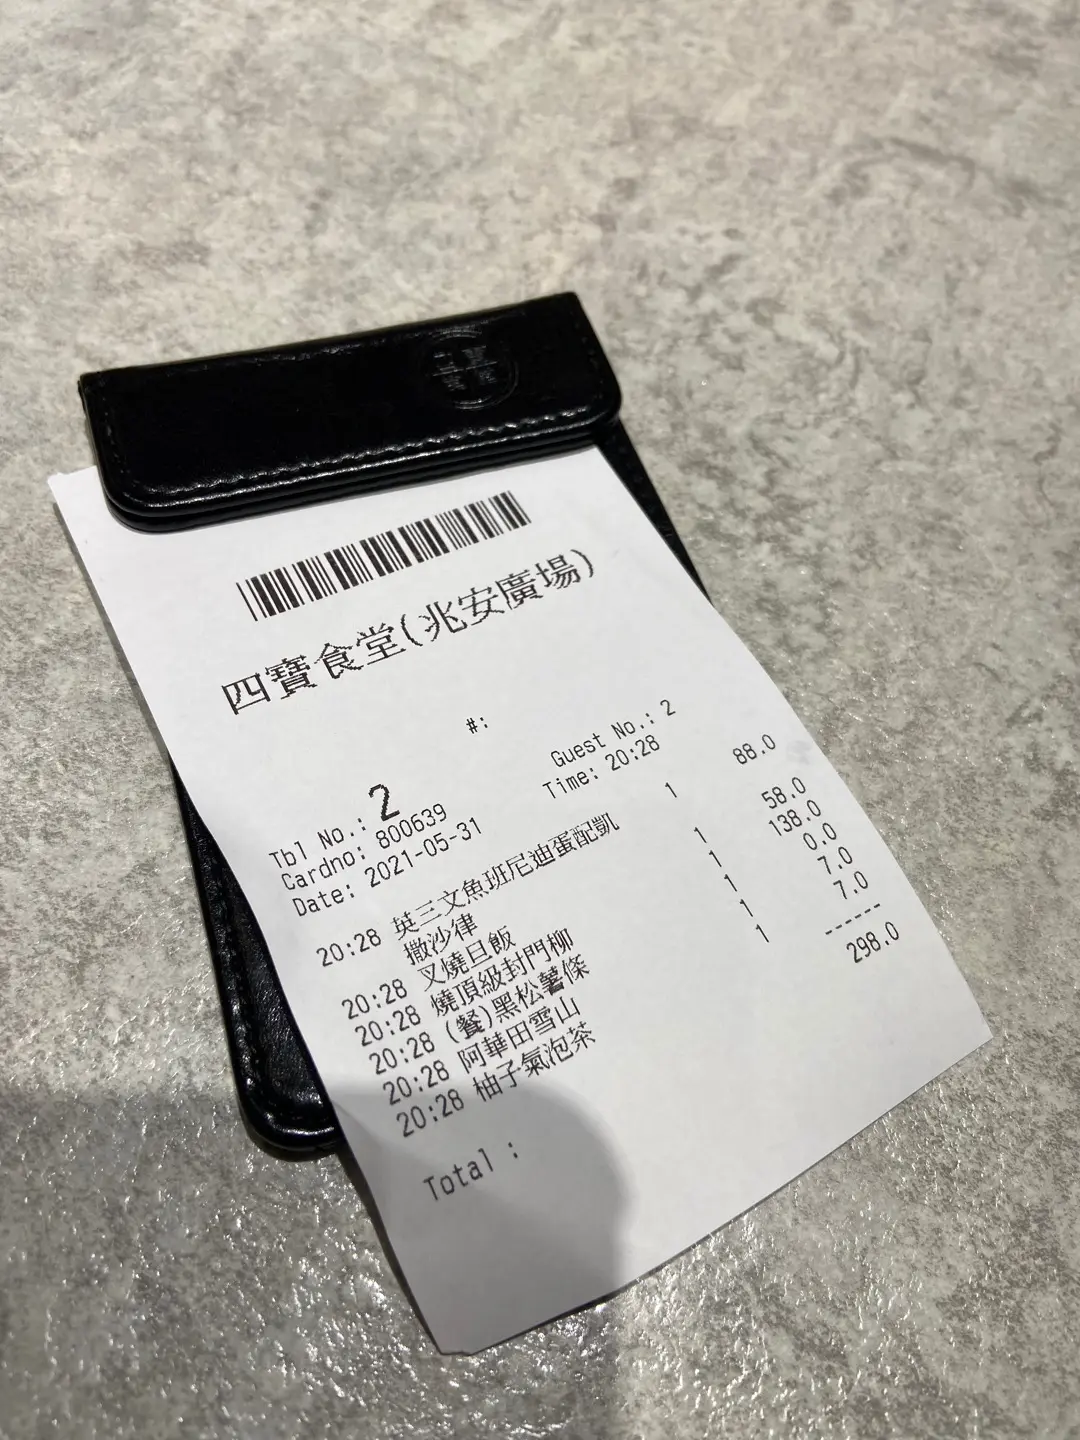 四寶食堂(兆安廣場)
#:
Tbl No.: 2 Guest No.: 2
Cardno: 800639 Time: 20:28
Date: 2021-05-31
20:28 英三文魚班尼迪蛋配凱 1 88.0
撒沙律
20:28 叉燒旦飯 1 58.0
20:28 燒頂級封門柳 1 138.0
20:28 (餐)黑松薯條 1 0.0
20:28 阿華田雪山 1 7.0
20:28 柚子氣泡茶 1 7.0
------
Total : 298.0